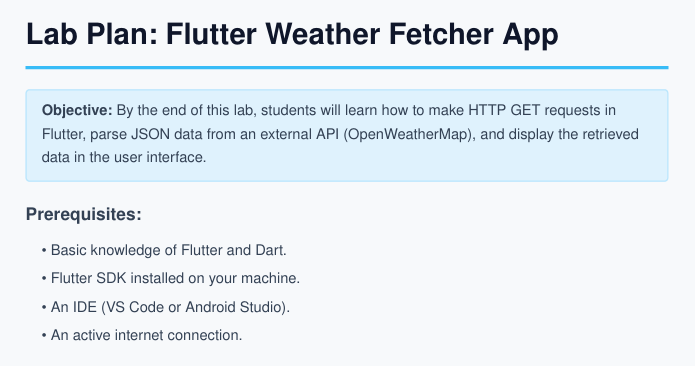 Lab Plan: Flutter Weather Fetcher App
Objective: By the end of this lab, students will learn how to make HTTP GET requests in
Flutter, parse JSON data from an external API (OpenWeatherMap), and display the retrieved
data in the user interface.
Prerequisites:
• Basic knowledge of Flutter and Dart.
• Flutter SDK installed on your machine.
• An IDE (VS Code or Android Studio).
• An active internet connection.